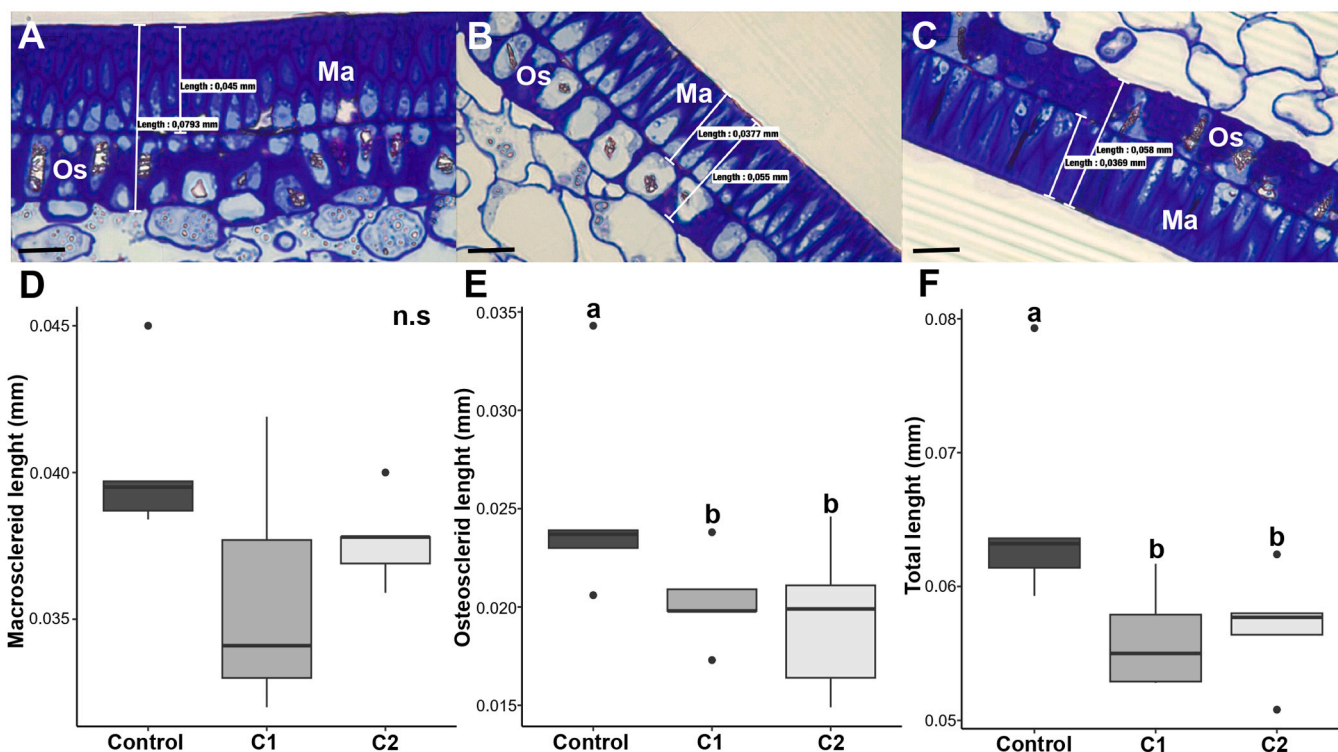 A
Ma
Length : 0,045 mm
Length : 0,0793 mm
Os
B
Os
Ma
Length : 0,0377 mm
Length : 0,055 mm
C
Os
Length : 0,058 mm
Length : 0,0369 mm
Ma
D
n.s
Macrosclereid lenght (mm)
0.045
0.040
0.035
Control
C1
C2
E
Osteosclerid lenght (mm)
0.035
0.030
0.025
0.020
0.015
a
b
b
Control
C1
C2
F
Total lenght (mm)
0.08
0.07
0.06
0.05
a
b
b
Control
C1
C2